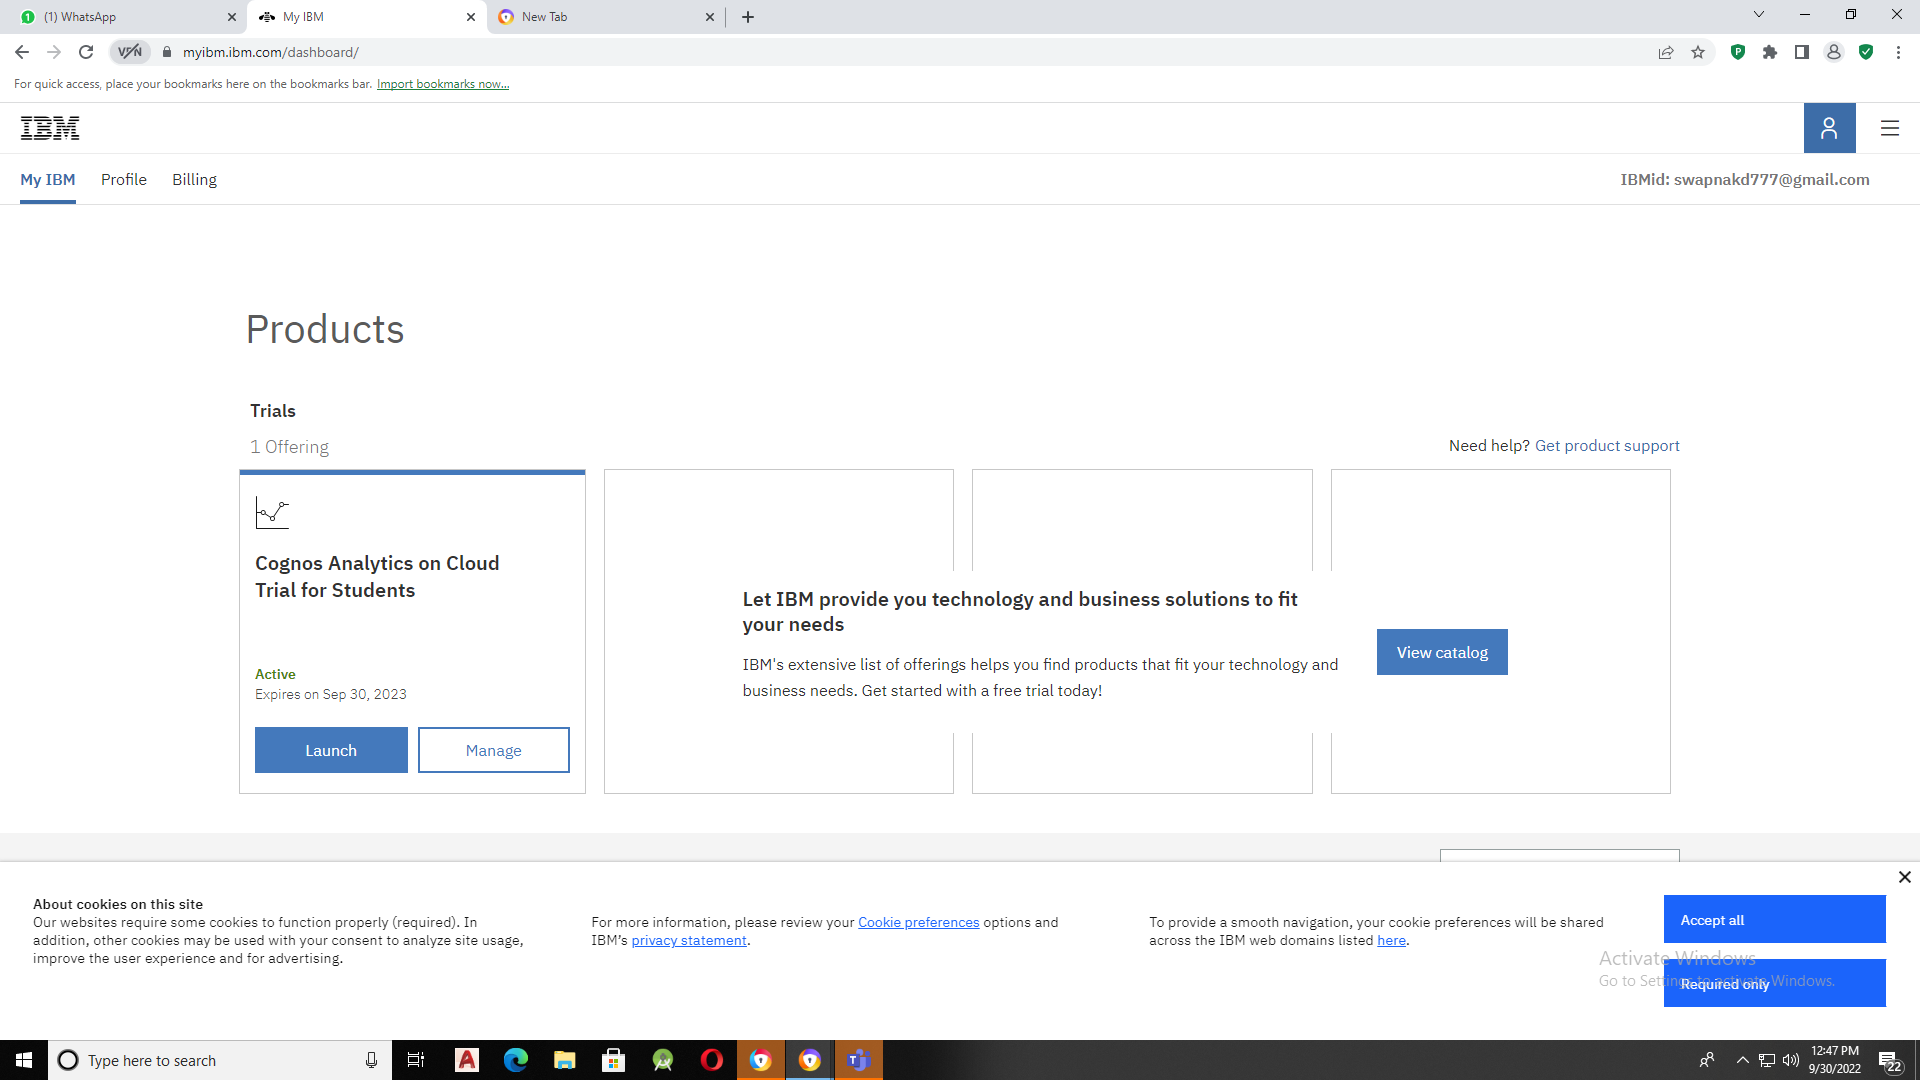 (1) WhatsApp
My IBM
New Tab
VPN
myibm.ibm.com/dashboard/
For quick access, place your bookmarks here on the bookmarks bar. Import bookmarks now...
IBM
My IBM
Profile
Billing
IBMid: swapnakd777@gmail.com
Products
Trials
1 Offering
Need help? Get product support
Cognos Analytics on Cloud
Trial for Students
Active
Expires on Sep 30, 2023
Launch
Manage
Let IBM provide you technology and business solutions to fit
your needs
IBM's extensive list of offerings helps you find products that fit your technology and
business needs. Get started with a free trial today!
View catalog
About cookies on this site
Our websites require some cookies to function properly (required). In
addition, other cookies may be used with your consent to analyze site usage,
improve the user experience and for advertising.
For more information, please review your Cookie preferences options and
IBM’s privacy statement.
To provide a smooth navigation, your cookie preferences will be shared
across the IBM web domains listed here.
Accept all
Required only
Activate Windows
Go to Settings to activate Windows.
Type here to search
12:47 PM
9/30/2022
22